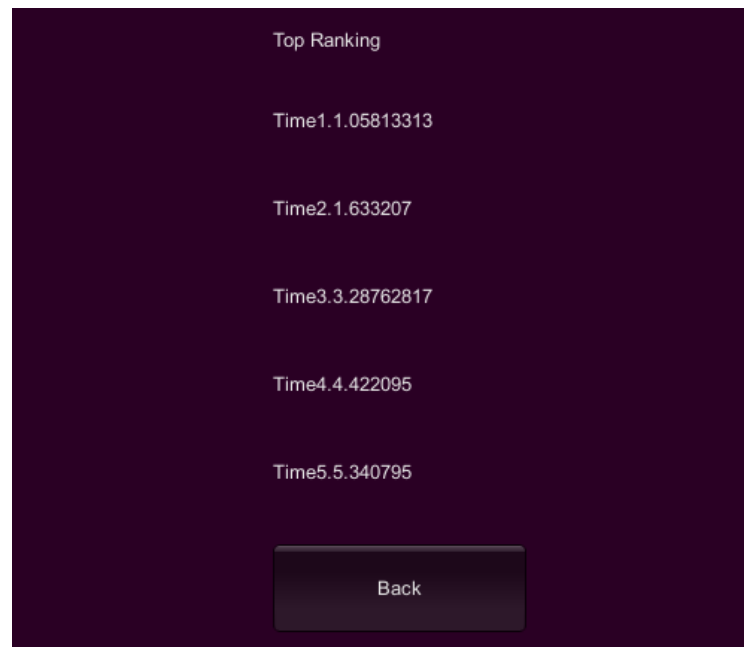 Top Ranking
Time1.1.05813313
Time2.1.633207
Time3.3.28762817
Time4.4.422095
Time5.5.340795
Back